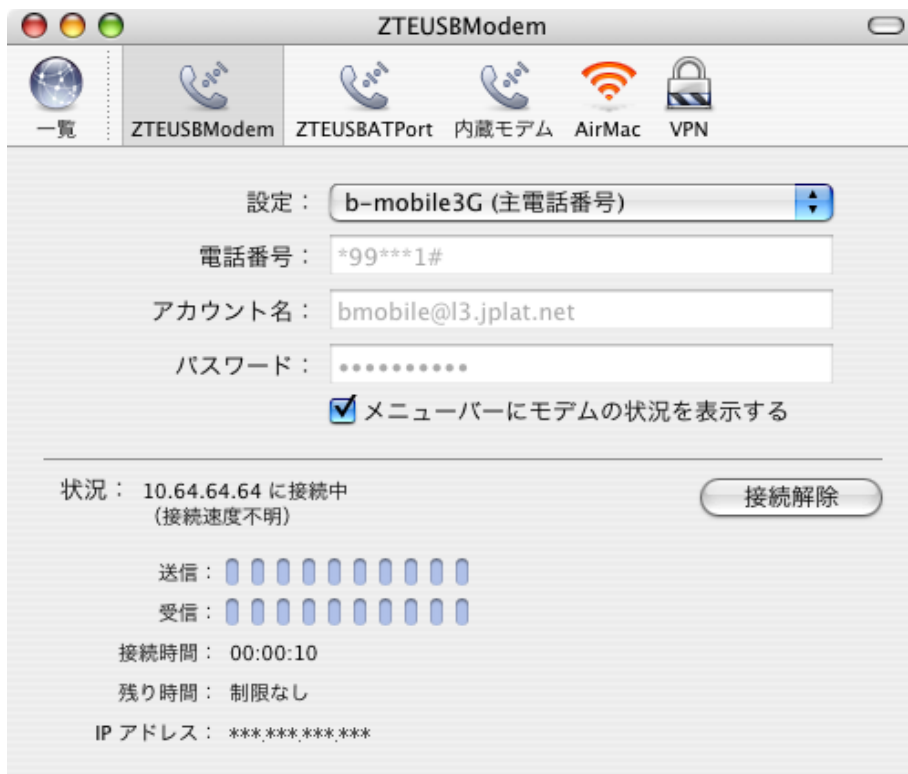 ZTEUSBModem
一覧 ZTEUSBModem ZTEUSBATPort 内蔵モデム AirMac VPN
設定： b-mobile3G (主電話番号)
電話番号： *99***1#
アカウント名： bmobile@l3.jplat.net
パスワード： ••••••••••
メニューバーにモデムの状況を表示する
状況： 10.64.64.64 に接続中 接続解除
（接続速度不明）
送信：
受信：
接続時間： 00:00:10
残り時間： 制限なし
IP アドレス： ***.***.***.***